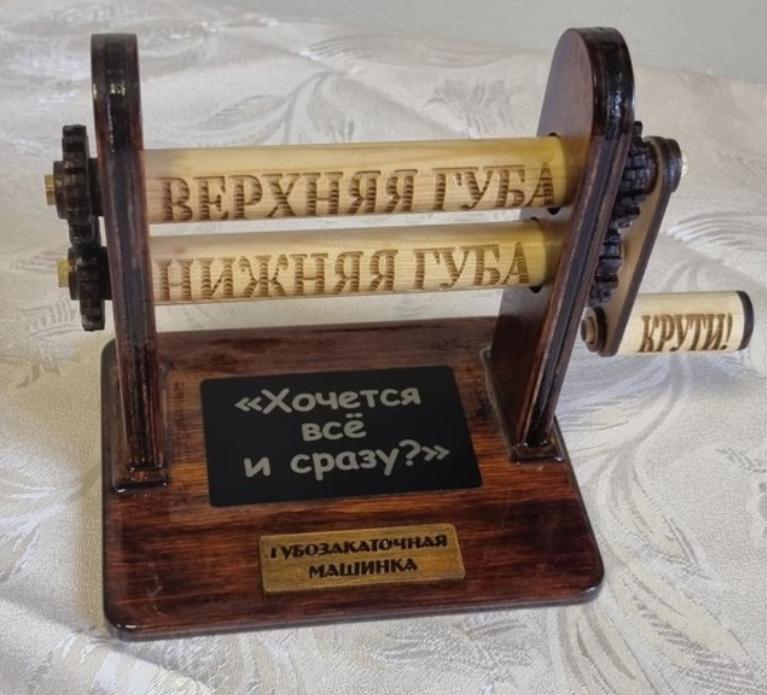 ВЕРХНЯЯ ГУБА
НИЖНЯЯ ГУБА
КРУТИ!
«Хочется
всё
и сразу?»
ГУБОЗАКАТОЧНАЯ
МАШИНКА